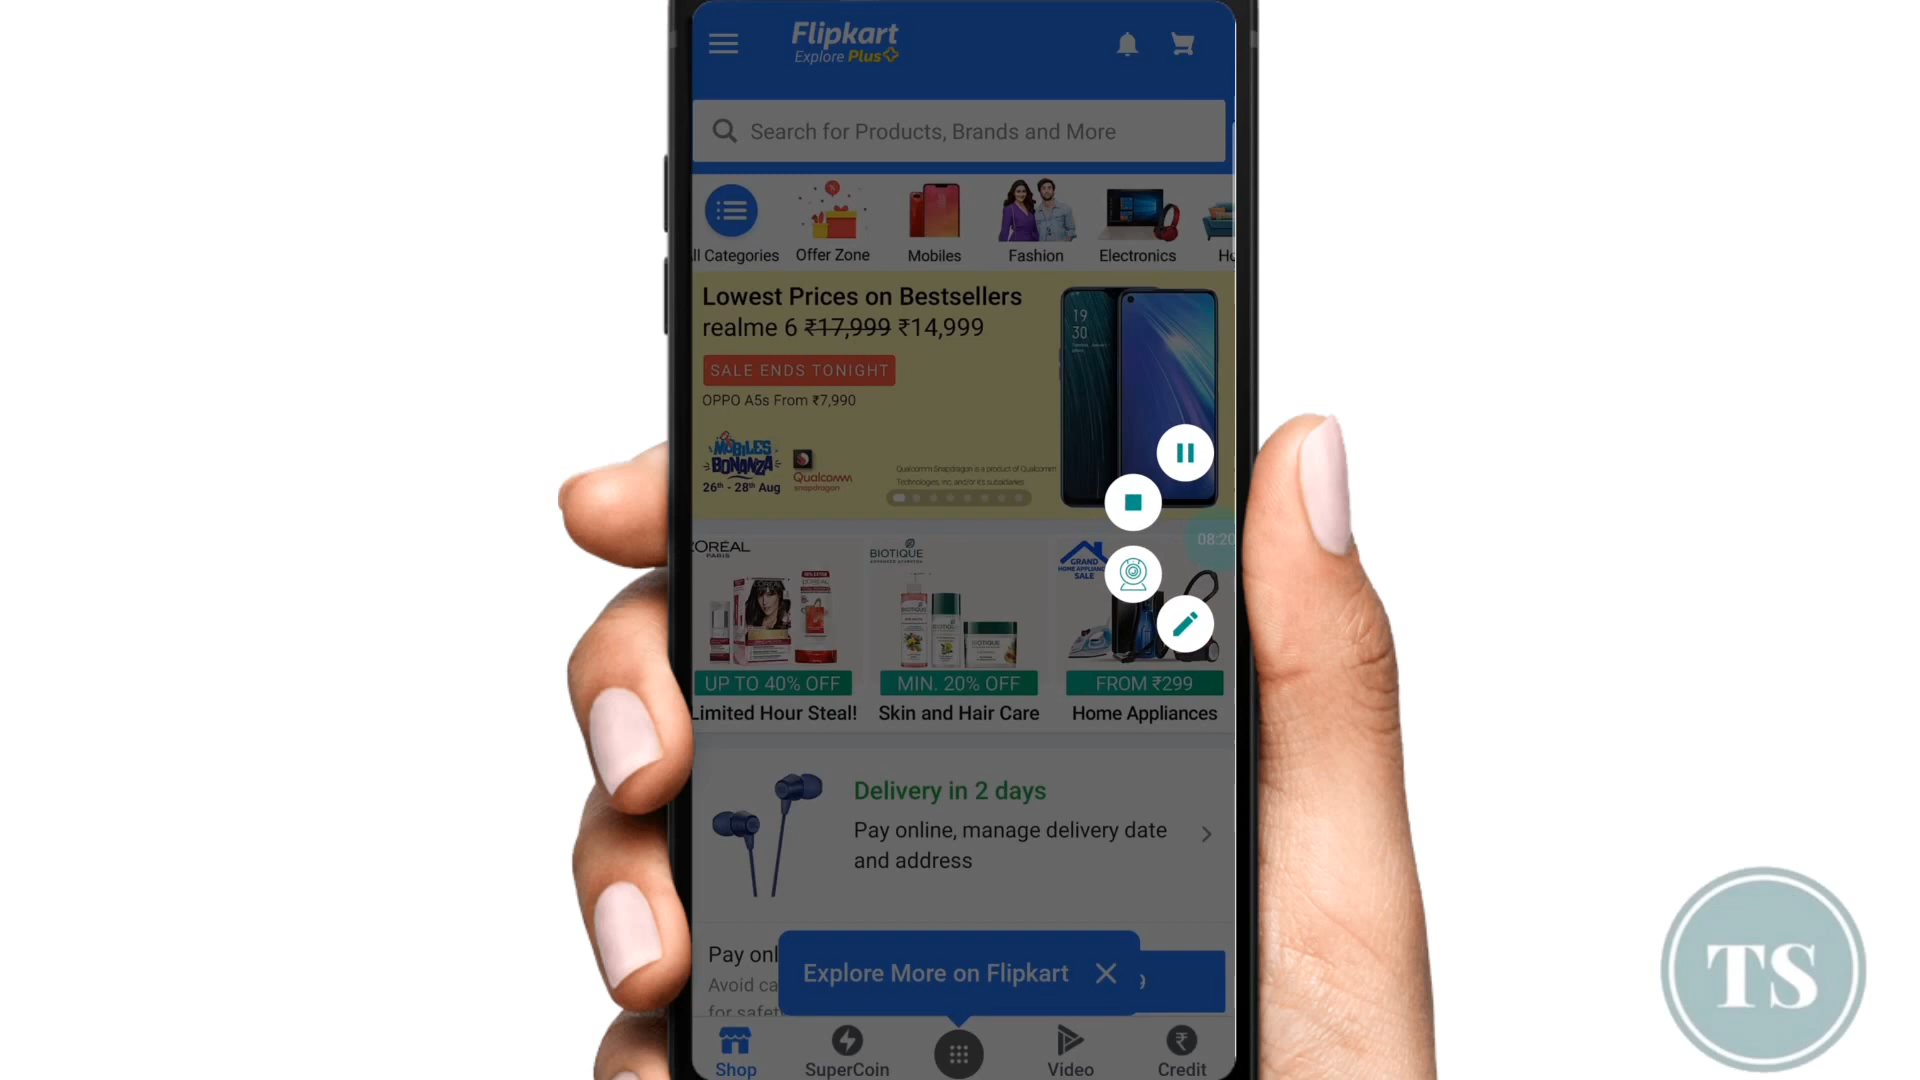 Flipkart
Explore Plus
Search for Products, Brands and More
ll Categories
Offer Zone
Mobiles
Fashion
Electronics
Lowest Prices on Bestsellers
realme 6 ₹17,999 ₹14,999
SALE ENDS TONIGHT
OPPO A5s From ₹7,990
19
30
MOBILES
BONANZA
26th - 28th Aug
Qualcomm
snapdragon
Qualcomm Snapdragon is a product of Qualcomm
Technologies, Inc. and/or its subsidiaries
08:20
ORÉAL
PARIS
BIOTIQUE
ADVANCED AYURVEDA
GRAND
HOME APPLIANC
SALE
UP TO 40% OFF
MIN. 20% OFF
FROM ₹299
Limited Hour Steal!
Skin and Hair Care
Home Appliances
Delivery in 2 days
Pay online, manage delivery date
and address
Pay onl
Avoid ca
for safet
Explore More on Flipkart
Shop
SuperCoin
Video
Credit
TS